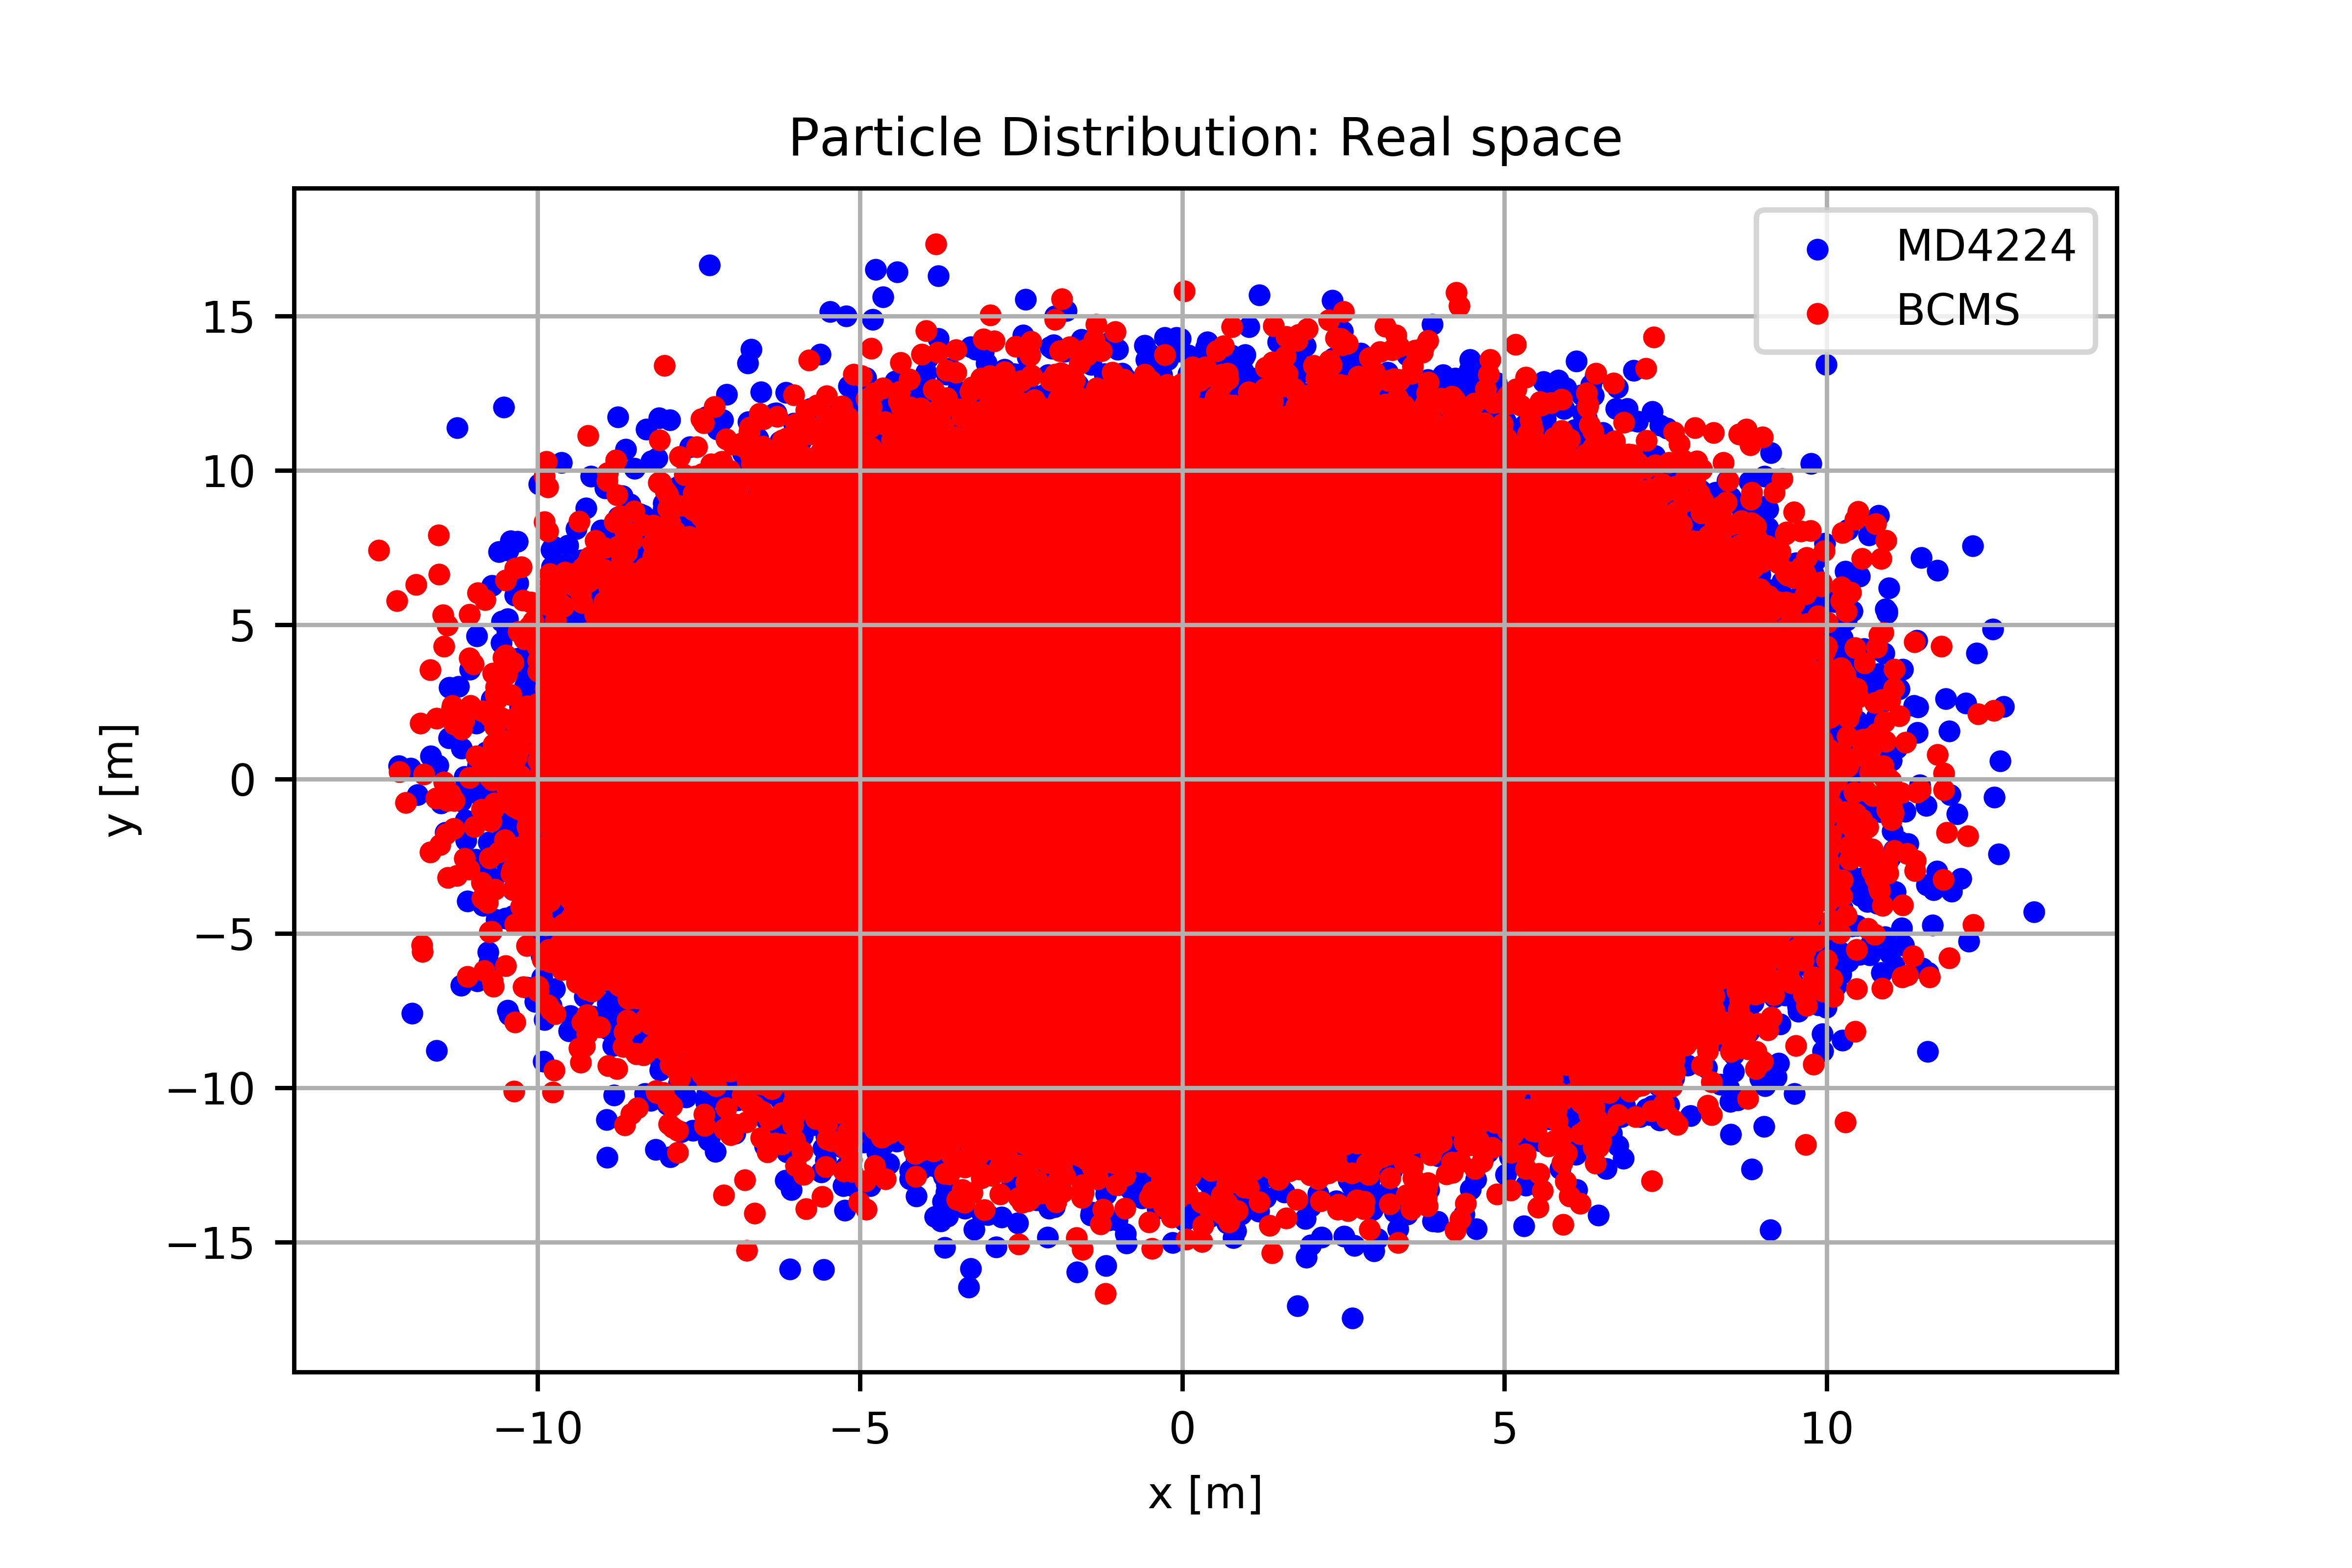 Particle Distribution: Real space
MD4224
BCMS
15
10
5
0
−5
−10
−15
y [m]
−10 −5 0 5 10
x [m]